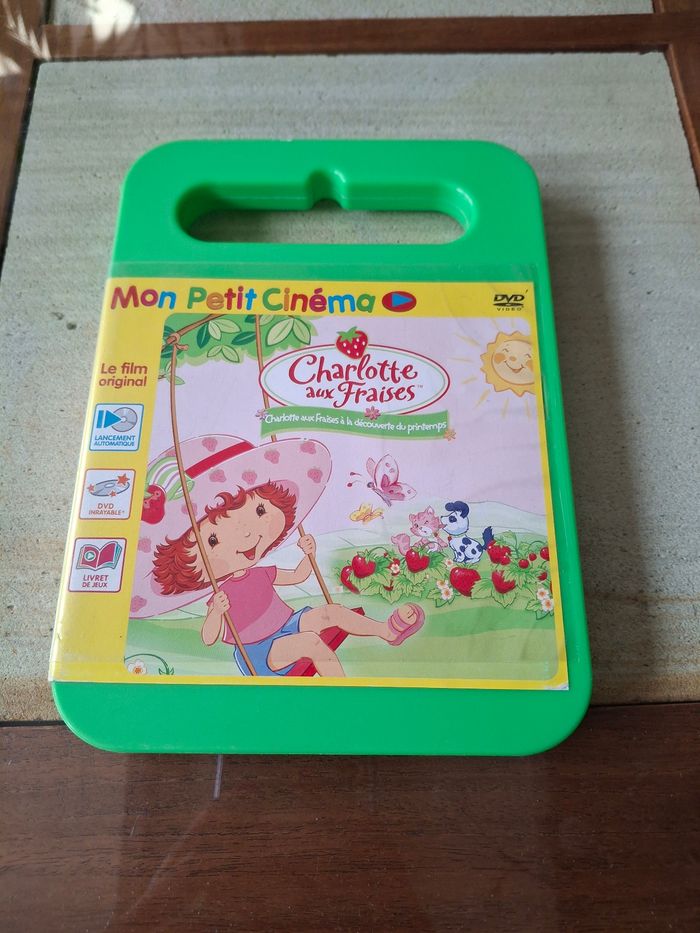 Mon Petit Cinéma
DVD
VIDEO
Le film
original
Charlotte
aux Fraises™
Charlotte aux Fraises à la découverte du printemps
LANCEMENT
AUTOMATIQUE
DVD
INRAYABLE*
LIVRET
DE JEUX